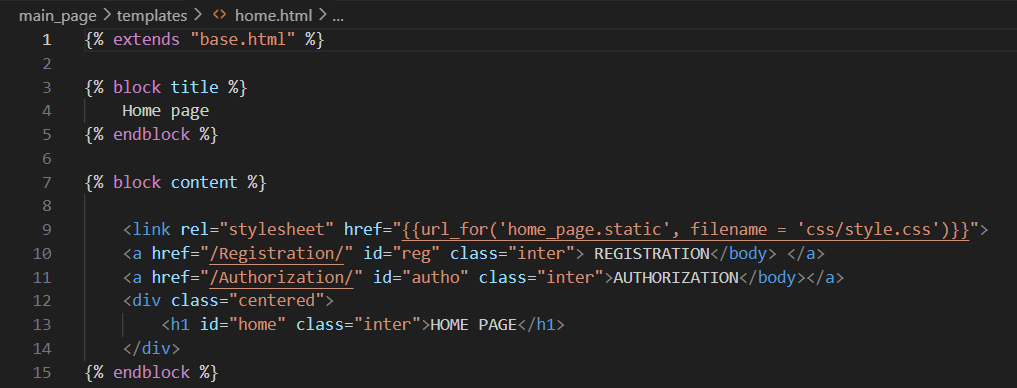 main_page > templates > <> home.html > ...
1 {% extends "base.html" %}
2
3 {% block title %}
4 Home page
5 {% endblock %}
6
7 {% block content %}
8
9 <link rel="stylesheet" href="{{url_for('home_page.static', filename = 'css/style.css')}}">
10 <a href="/Registration/" id="reg" class="inter"> REGISTRATION</body> </a>
11 <a href="/Authorization/"  id="autho" class="inter">AUTHORIZATION</body></a>
12 <div class="centered">
13 <h1 id="home" class="inter">HOME PAGE</h1>
14 </div>
15 {% endblock %}